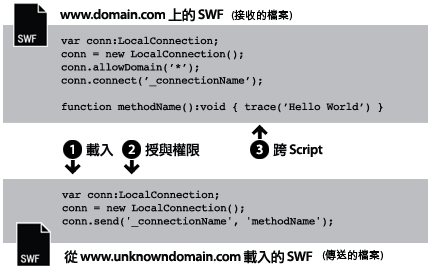 www.domain.com 上的 SWF (接收的檔案)
SWF
var conn:LocalConnection;
conn = new LocalConnection();
conn.allowDomain('*');
conn.connect('_connectionName');
function methodName():void { trace('Hello World') }
1 載入 2 授與權限 3 跨 Script
var conn:LocalConnection;
conn = new LocalConnection();
conn.send('_connectionName', 'methodName');
SWF
從 www.unknowndomain.com 載入的 SWF (傳送的檔案)